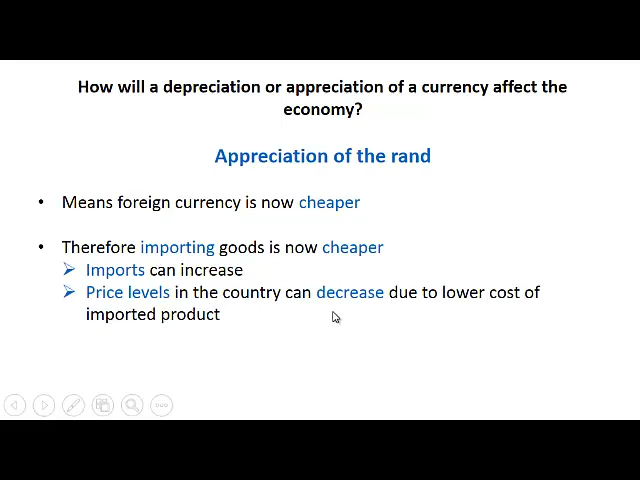 How will a depreciation or appreciation of a currency affect the
economy?
Appreciation of the rand
• Means foreign currency is now cheaper
• Therefore importing goods is now cheaper
➢ Imports can increase
➢ Price levels in the country can decrease due to lower cost of
imported product